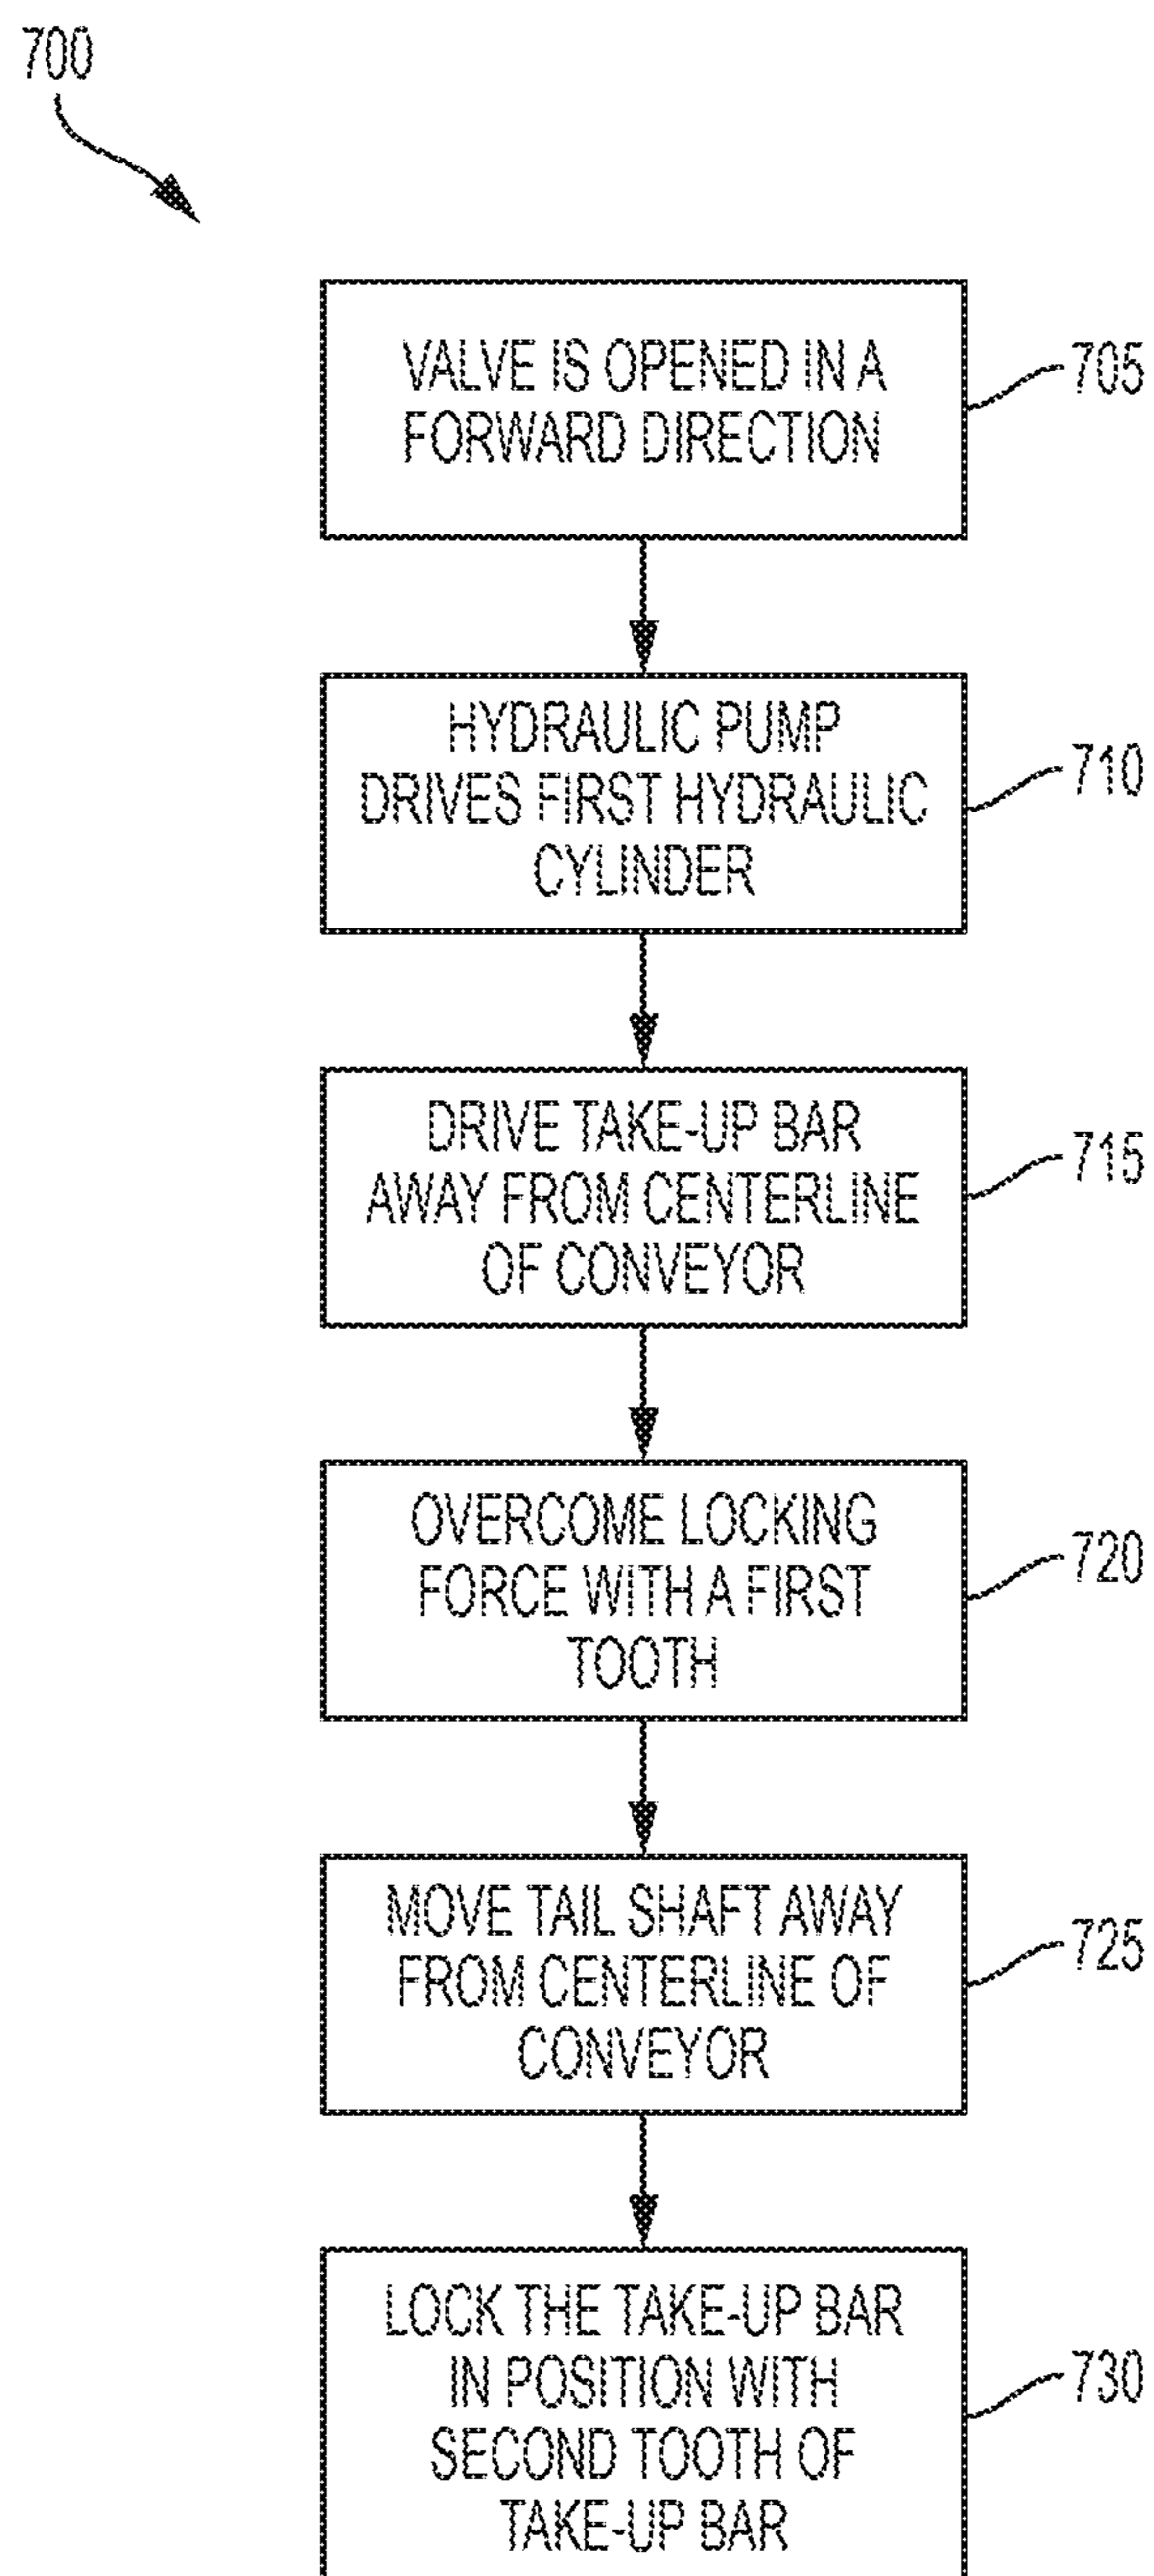 700
VALVE IS OPENED IN A
FORWARD DIRECTION
705
HYDRAULIC PUMP
DRIVES FIRST HYDRAULIC
CYLINDER
710
DRIVE TAKE-UP BAR
AWAY FROM CENTERLINE
OF CONVEYOR
715
OVERCOME LOCKING
FORCE WITH A FIRST
TOOTH
720
MOVE TAIL SHAFT AWAY
FROM CENTERLINE OF
CONVEYOR
725
LOCK THE TAKE-UP BAR
IN POSITION WITH
SECOND TOOTH OF
TAKE-UP BAR
730